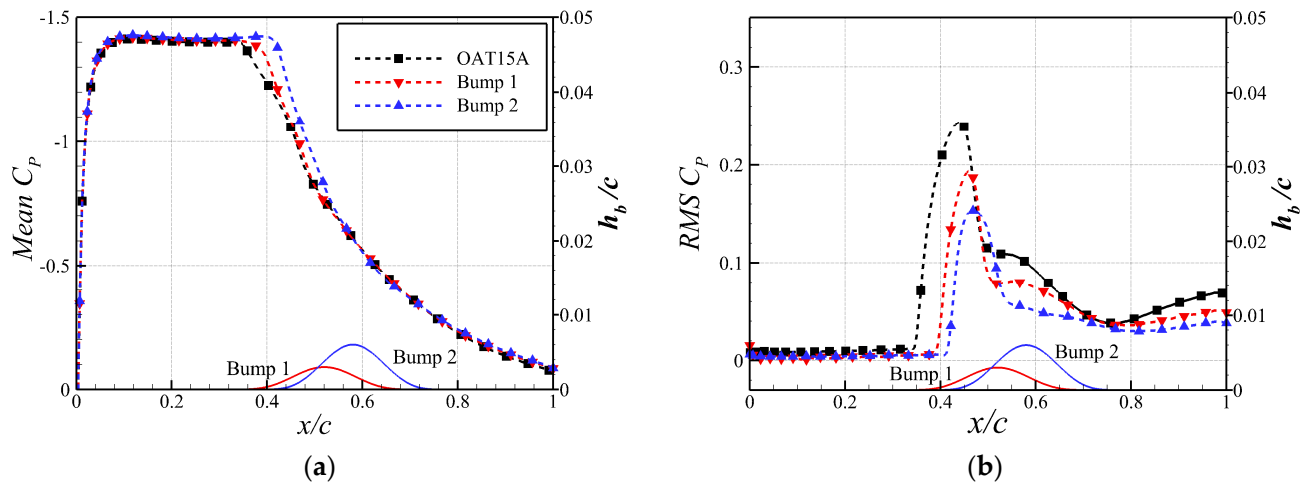 -1.5
-1
-0.5
0
Mean C_P
OAT15A
Bump 1
Bump 2
0.05
0.04
0.03
0.02
0.01
0
h_b/c
Bump 1
Bump 2
0 0.2 0.4 0.6 0.8 1
x/c
(a)
0.3
0.2
0.1
0
RMS C_P
0.05
0.04
0.03
0.02
0.01
0
h_b/c
Bump 1
Bump 2
0 0.2 0.4 0.6 0.8 1
x/c
(b)